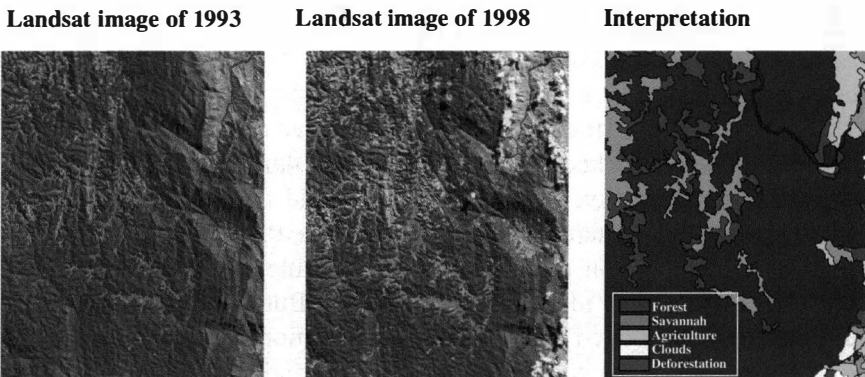 Landsat image of 1993
Landsat image of 1998
Interpretation
Forest
Savannah
Agriculture
Clouds
Deforestation